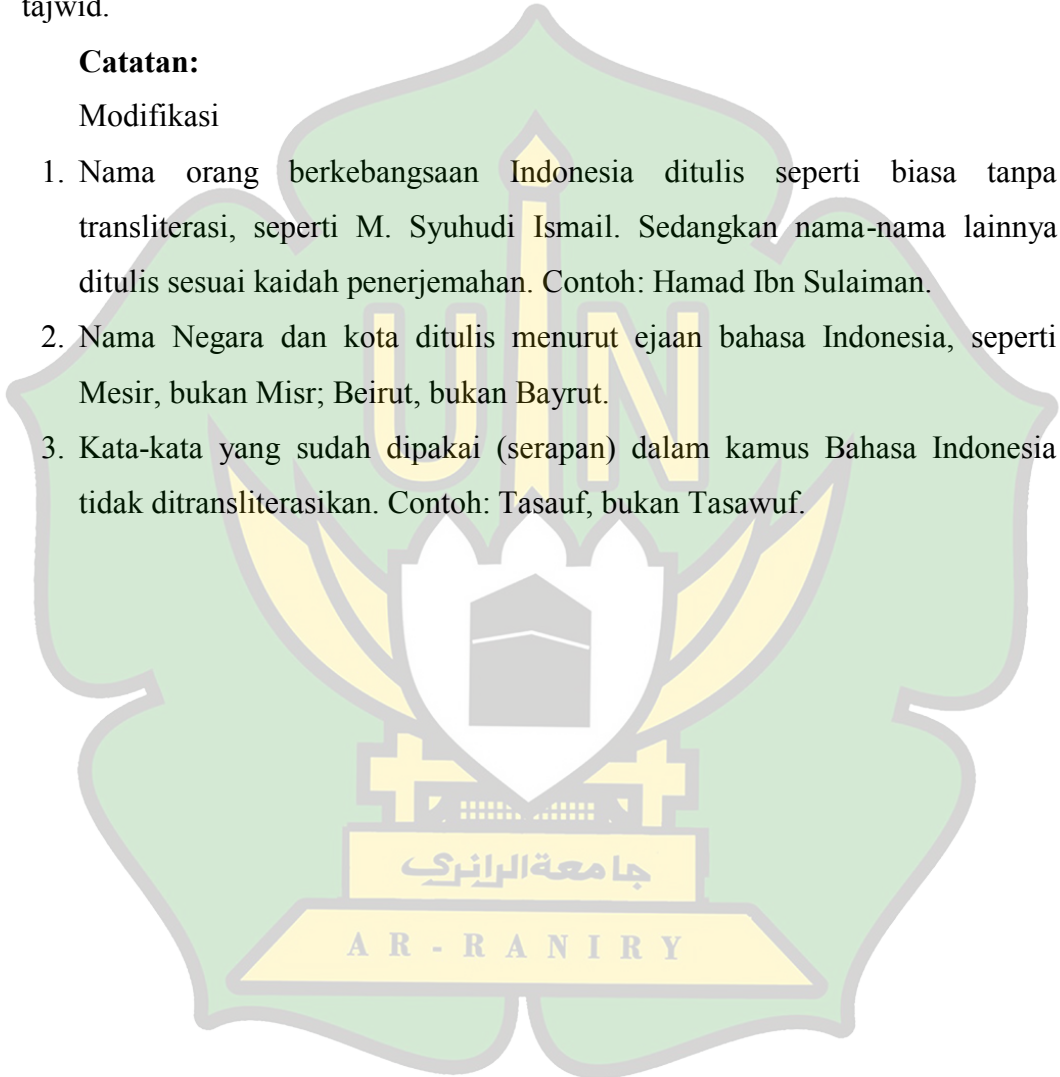 tajwid.
Catatan:
Modifikasi
1. Nama orang berkebangsaan Indonesia ditulis seperti biasa tanpa
transliterasi, seperti M. Syuhudi Ismail. Sedangkan nama-nama lainnya
ditulis sesuai kaidah penerjemahan. Contoh: Hamad Ibn Sulaiman.
2. Nama Negara dan kota ditulis menurut ejaan bahasa Indonesia, seperti
Mesir, bukan Misr; Beirut, bukan Bayrut.
3. Kata-kata yang sudah dipakai (serapan) dalam kamus Bahasa Indonesia
tidak ditransliterasikan. Contoh: Tasauf, bukan Tasawuf.
UIN
جامعة الرانري
AR-RANIRY